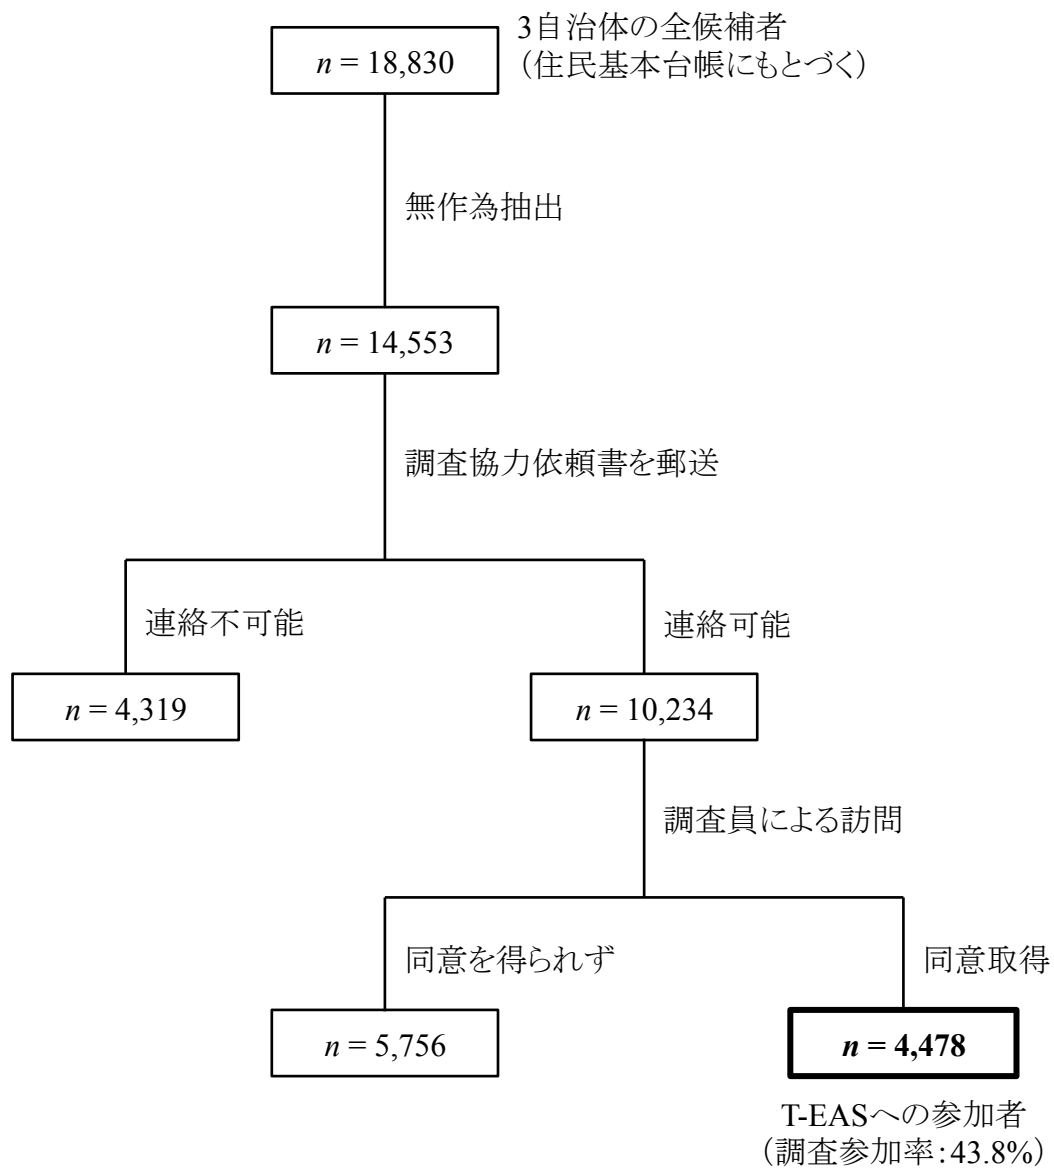 n = 18,830
3自治体の全候補者
（住民基本台帳にもとづく）
無作為抽出
n = 14,553
調査協力依頼書を郵送
連絡不可能
連絡可能
n = 4,319
n = 10,234
調査員による訪問
同意を得られず
同意取得
n = 5,756
n = 4,478
T-EASへの参加者
（調査参加率：43.8%）